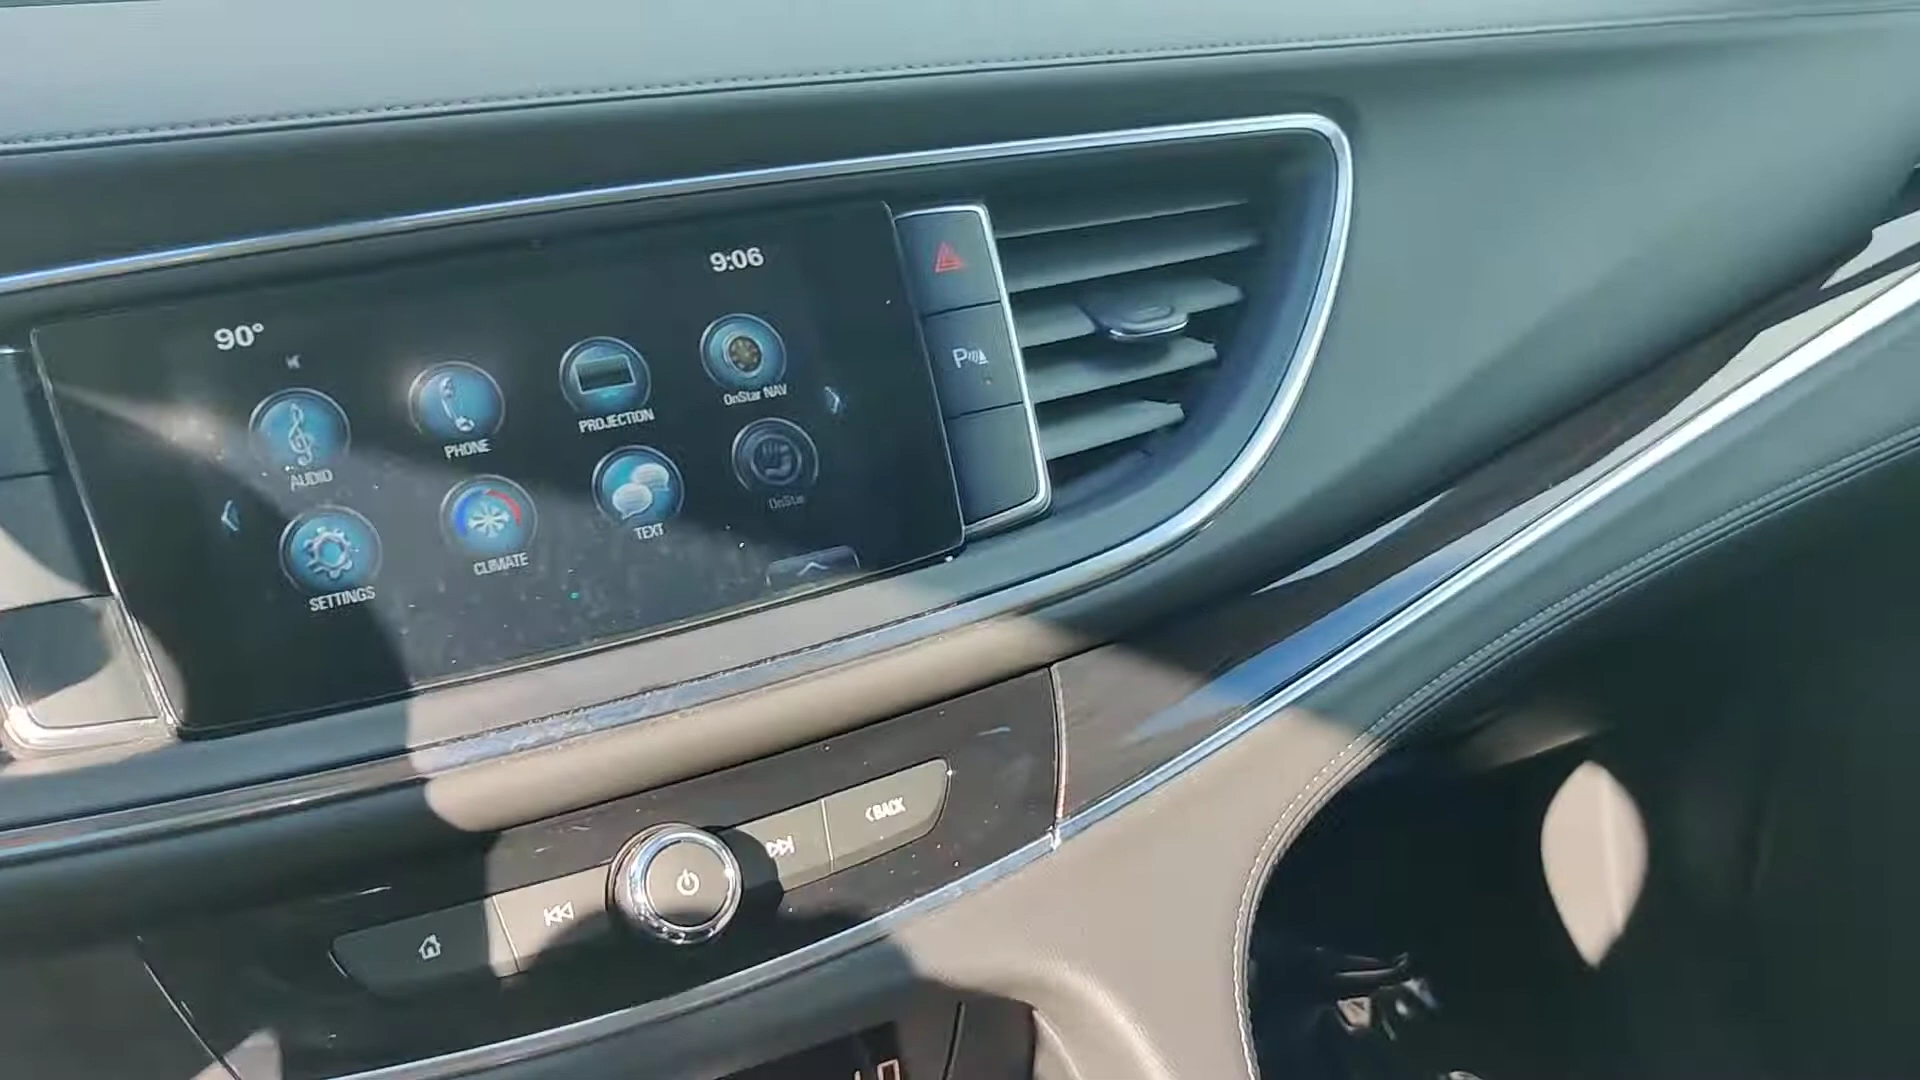 90°
9:06
AUDIO
PHONE
PROJECTION
OnStar NAV
SETTINGS
CLIMATE
TEXT
OnStar
P
BACK